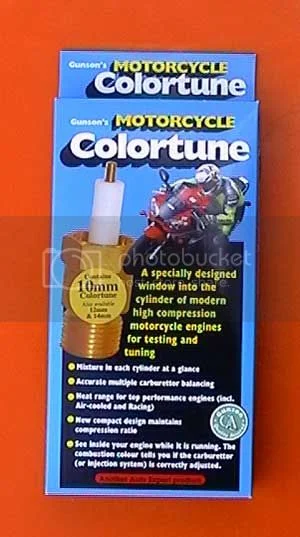 Gunson's MOTORCYCLE
Colortune
Gunson's MOTORCYCLE
Colortune
Contains
10mm
Colortune
Also available
12mm
& 14mm
photobucket
A specially designed
window into the
cylinder of modern
high compression
motorcycle engines
for testing and
tuning
• Mixture in each cylinder at a glance
• Accurate multiple carburettor balancing
• Heat range for top performance engines (incl.
Air-cooled and Racing)
• New compact design maintains
compression ratio
• See inside your engine while it is running. The
combustion colour tells you if the carburettor
(or injection system) is correctly adjusted.
Another Auto Expert product